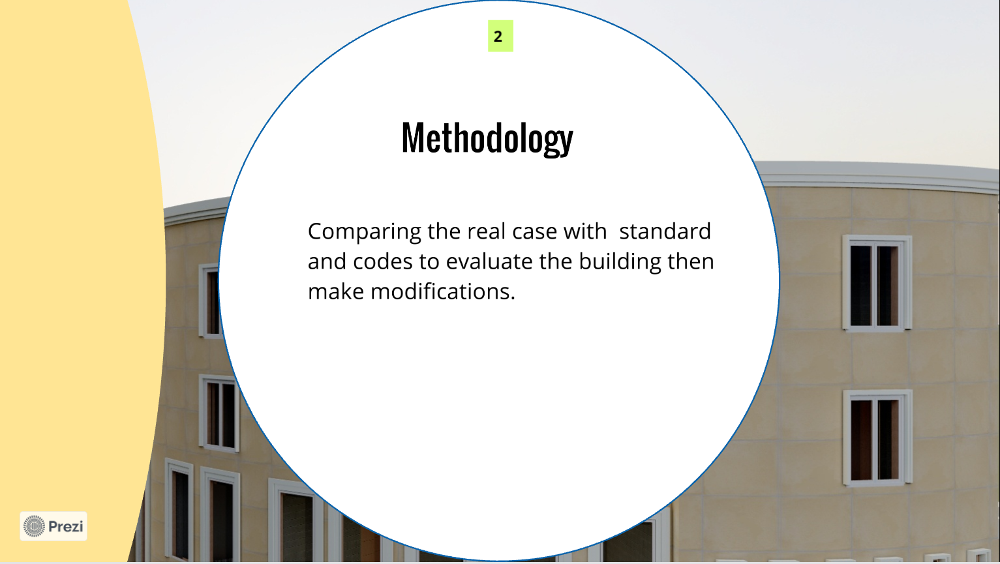 2
Methodology
Comparing the real case with  standard
and codes to evaluate the building then
make modifications.
Prezi